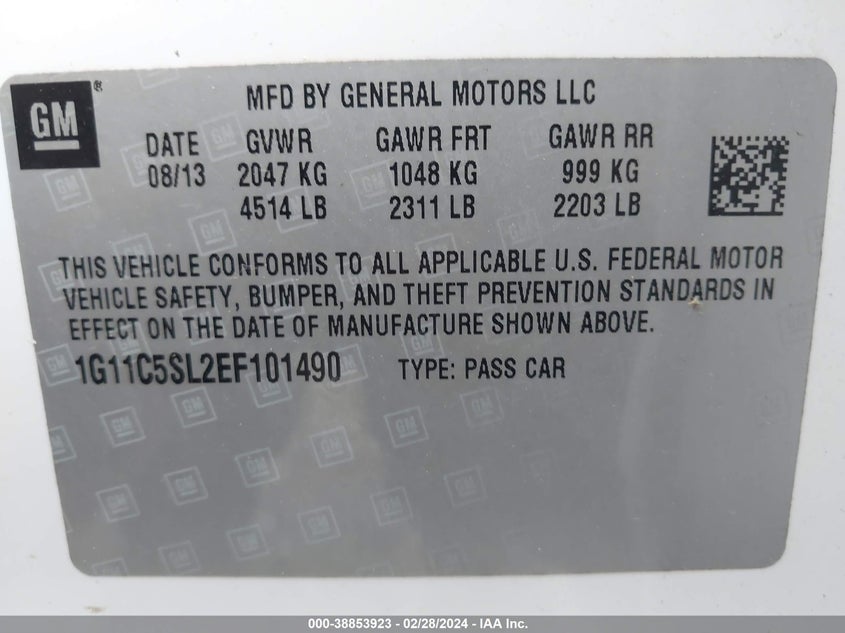 GM®
MFD BY GENERAL MOTORS LLC
DATE GVWR GAWR FRT GAWR RR
08/13 2047 KG 1048 KG 999 KG
4514 LB 2311 LB 2203 LB
THIS VEHICLE CONFORMS TO ALL APPLICABLE U.S. FEDERAL MOTOR
VEHICLE SAFETY, BUMPER, AND THEFT PREVENTION STANDARDS IN
EFFECT ON THE DATE OF MANUFACTURE SHOWN ABOVE.
1G11C5SL2EF101490 TYPE: PASS CAR
000-38853923 - 02/28/2024 - IAA Inc.